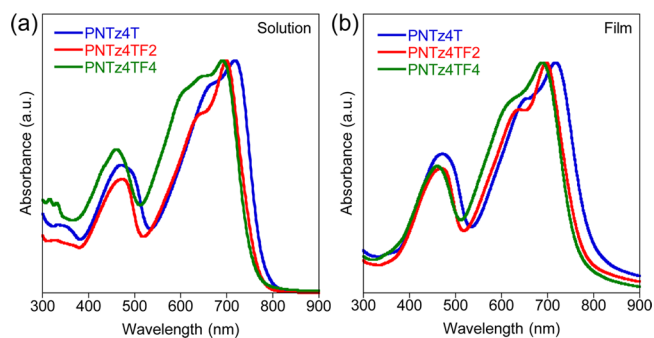 (a)
Solution
PNTz4T
PNTz4TF2
PNTz4TF4
Absorbance (a.u.)
300 400 500 600 700 800 900
Wavelength (nm)
(b)
Film
PNTz4T
PNTz4TF2
PNTz4TF4
Absorbance (a.u.)
300 400 500 600 700 800 900
Wavelength (nm)